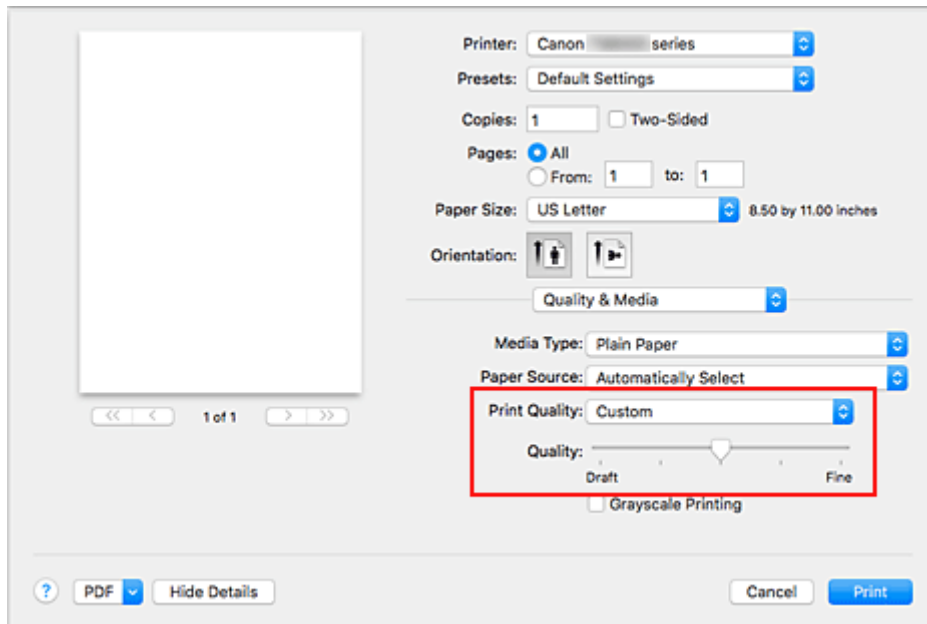 Printer: Canon series
Presets: Default Settings
Copies: 1 Two-Sided
Pages: All
From: 1 to: 1
Paper Size: US Letter 8.50 by 11.00 inches
Orientation:
Quality & Media
Media Type: Plain Paper
Paper Source: Automatically Select
Print Quality: Custom
<< < 1 of 1 > >>
Quality:
Draft Fine
Grayscale Printing
? PDF Hide Details Cancel Print